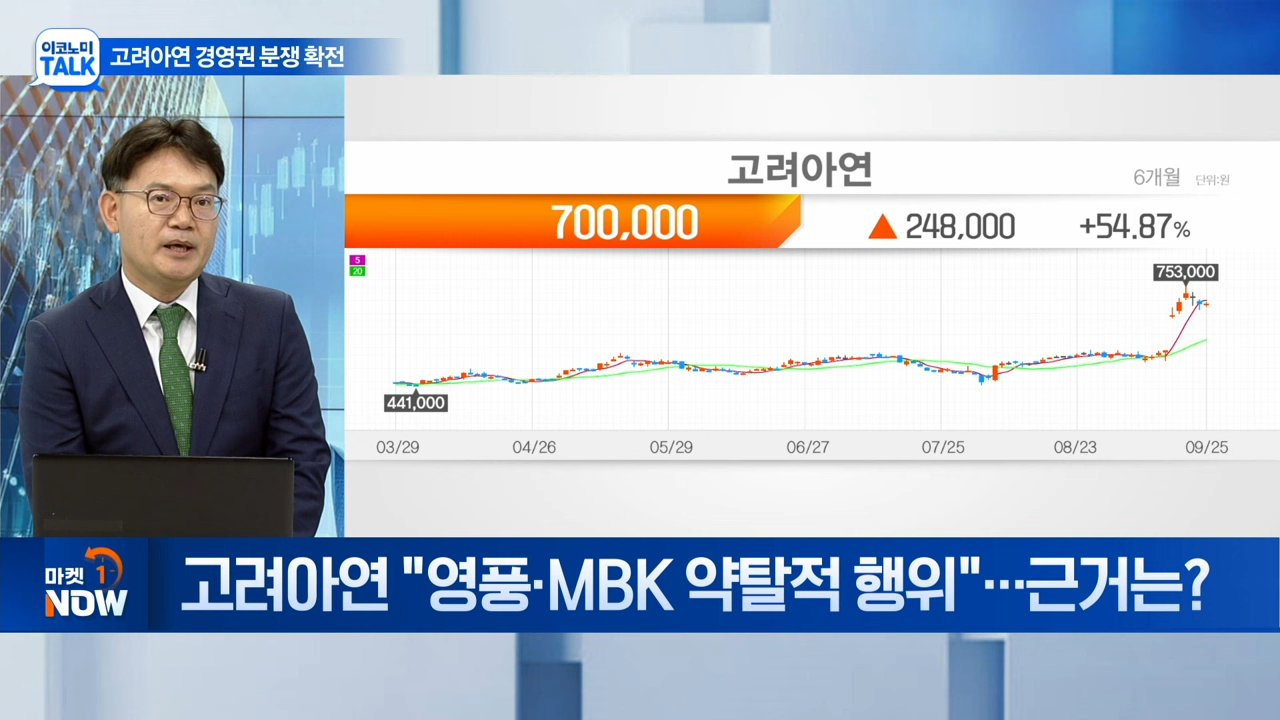 이코노미
TALK
고려아연 경영권 분쟁 확전
고려아연
6개월 단위:원
700,000 ▲ 248,000 +54.87%
5
20
753,000
441,000
03/29 04/26 05/29 06/27 07/25 08/23 09/25
마켓 1
NOW
고려아연 "영풍·MBK 약탈적 행위"…근거는?